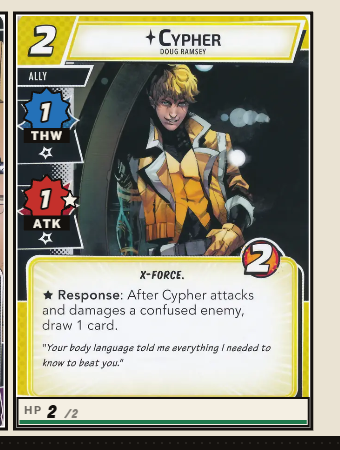 2
CYPHER
DOUG RAMSEY
ALLY
1
THW
1
ATK
2
X-FORCE.
★ Response: After Cypher attacks
and damages a confused enemy,
draw 1 card.
"Your body language told me everything I needed to
know to beat you."
HP 2 /2